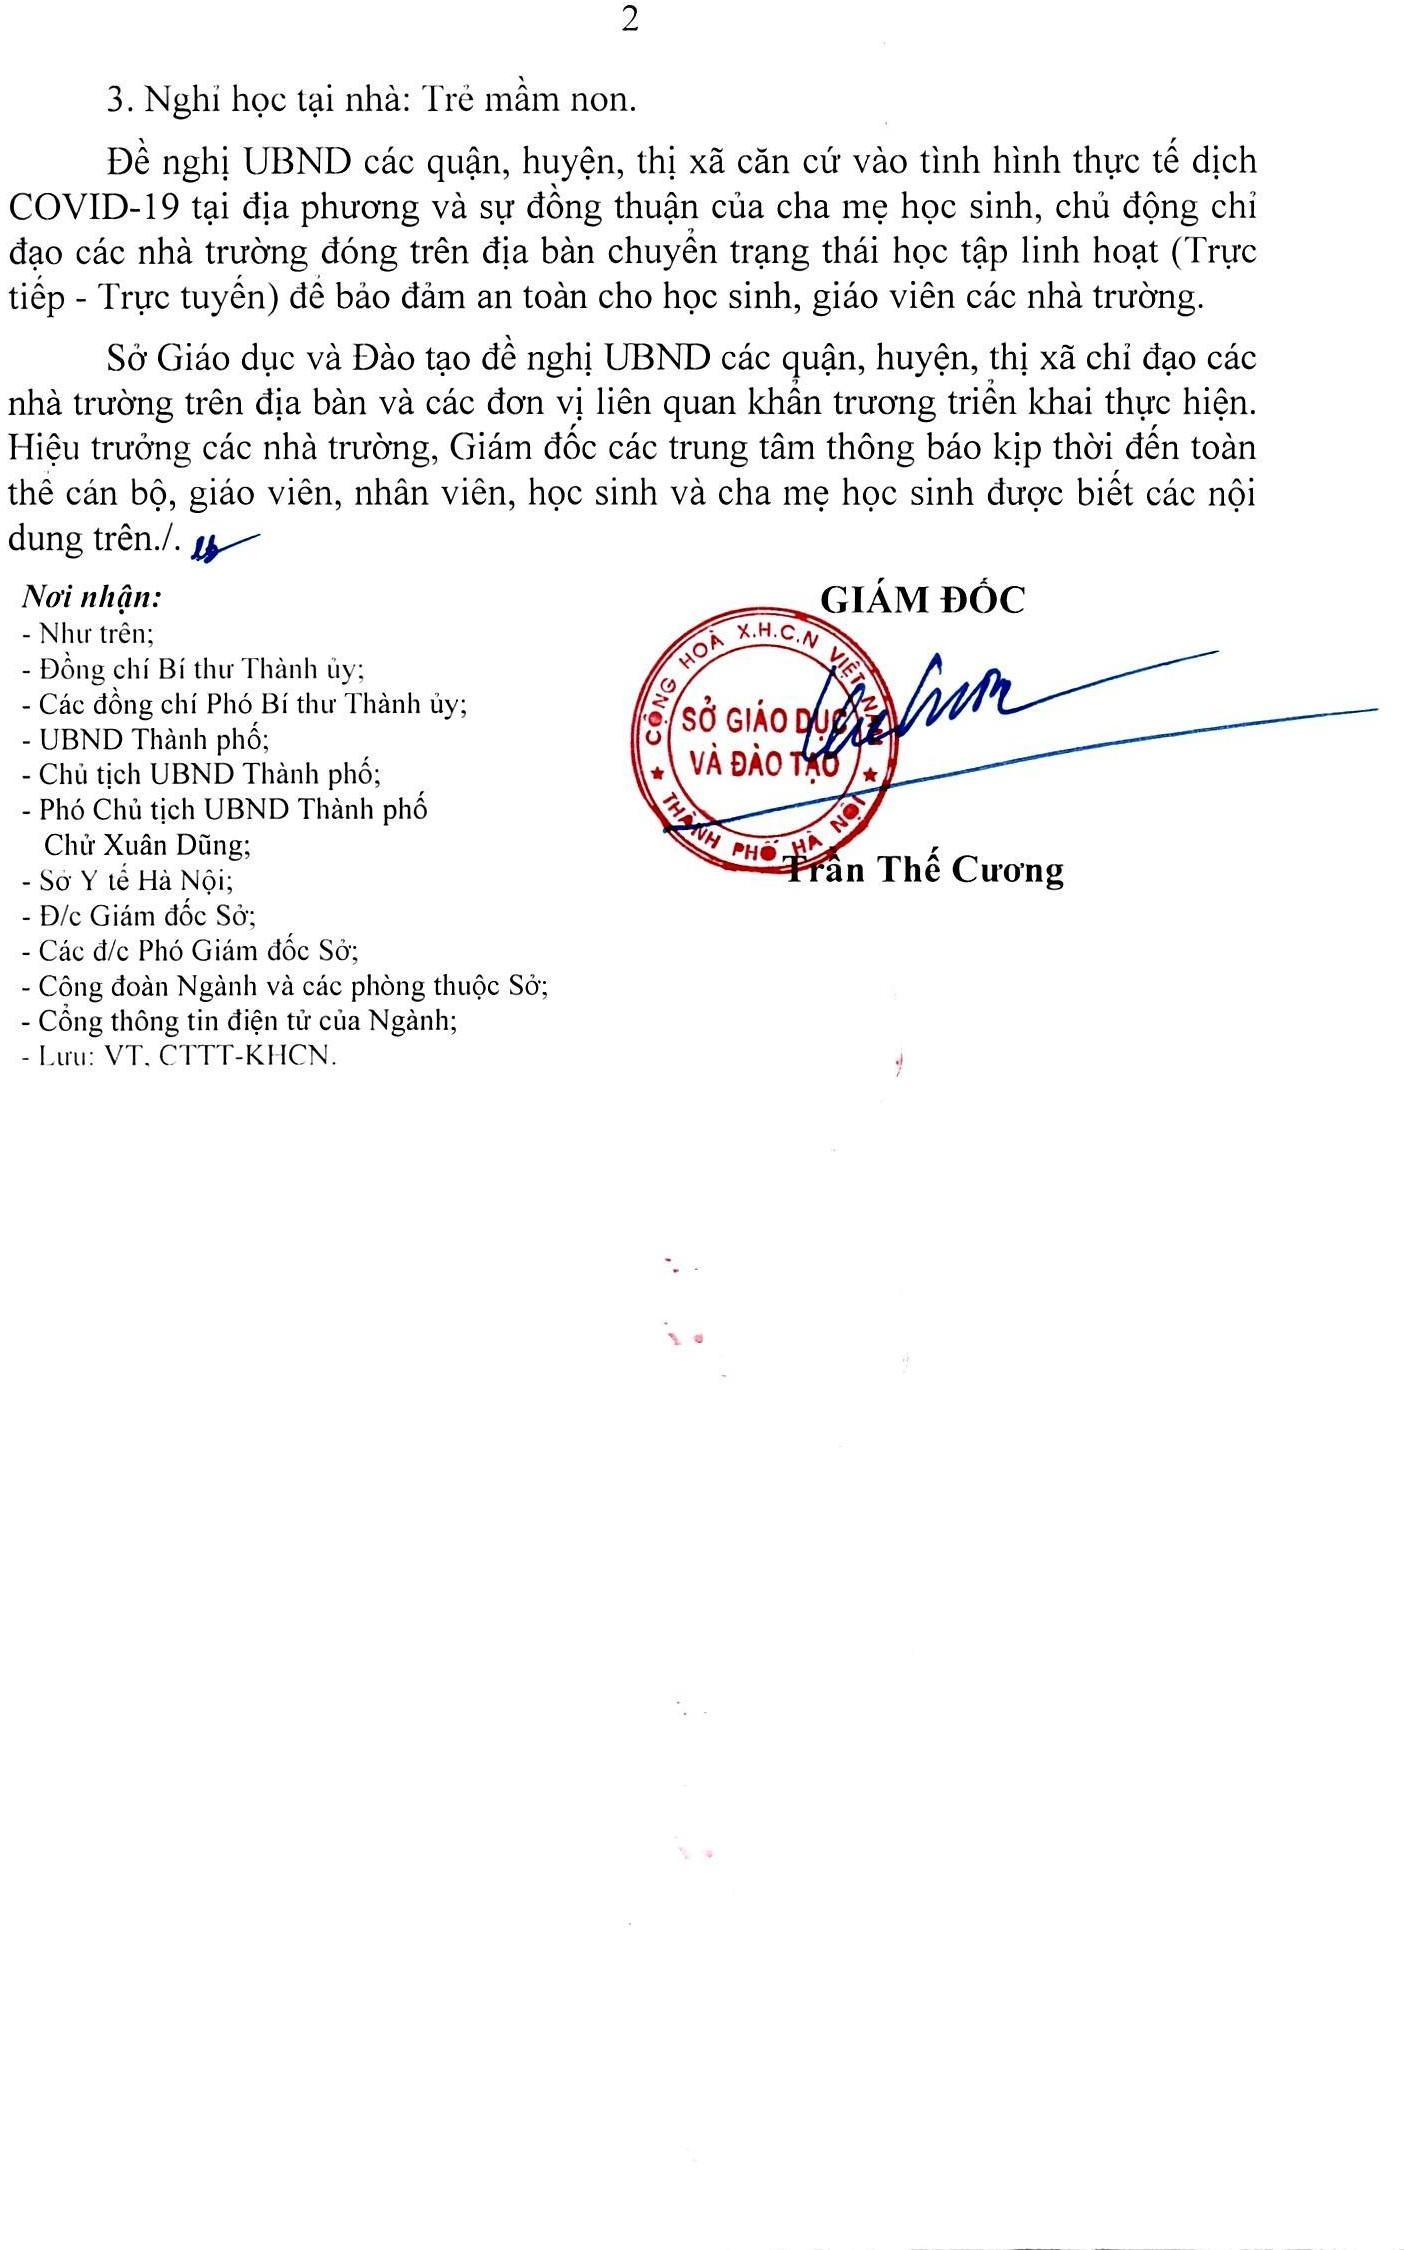 2
3. Nghỉ học tại nhà: Trẻ mầm non.
Đề nghị UBND các quận, huyện, thị xã căn cứ vào tình hình thực tế dịch
COVID-19 tại địa phương và sự đồng thuận của cha mẹ học sinh, chủ động chỉ
đạo các nhà trường đóng trên địa bàn chuyển trạng thái học tập linh hoạt (Trực
tiếp - Trực tuyến) để bảo đảm an toàn cho học sinh, giáo viên các nhà trường.
Sở Giáo dục và Đào tạo đề nghị UBND các quận, huyện, thị xã chỉ đạo các
nhà trường trên địa bàn và các đơn vị liên quan khẩn trương triển khai thực hiện.
Hiệu trưởng các nhà trường, Giám đốc các trung tâm thông báo kịp thời đến toàn
thể cán bộ, giáo viên, nhân viên, học sinh và cha mẹ học sinh được biết các nội
dung trên./.
Nơi nhận:
- Như trên;
- Đồng chí Bí thư Thành ủy;
- Các đồng chí Phó Bí thư Thành ủy;
- UBND Thành phố;
- Chủ tịch UBND Thành phố;
- Phó Chủ tịch UBND Thành phố
Chử Xuân Dũng;
- Sở Y tế Hà Nội;
- Đ/c Giám đốc Sở;
- Các đ/c Phó Giám đốc Sở;
- Công đoàn Ngành và các phòng thuộc Sở;
- Cổng thông tin điện tử của Ngành;
- Lưu: VT, CTTT-KHCN.
GIÁM ĐỐC
CỘNG HOÀ X.H.C.N VIỆT NAM
SỞ GIÁO DỤC
VÀ ĐÀO TẠO
THÀNH PHỐ HÀ NỘI
Trần Thế Cương